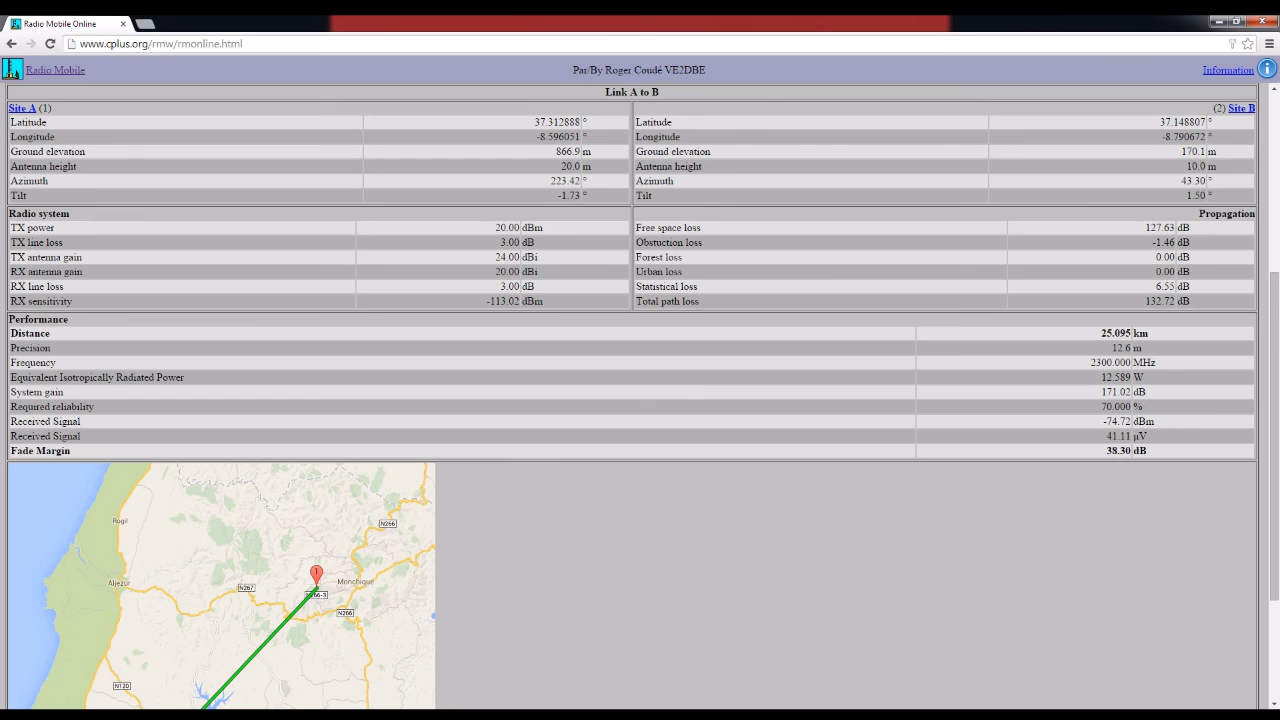 Radio Mobile Online
www.cplus.org/rmw/rmonline.html
Radio Mobile Par/By Roger Coudé VE2DBE Information
Link A to B
Site A (1) (2) Site B
Latitude 37.312888 ° Latitude 37.148807 °
Longitude -8.596051 ° Longitude -8.790672 °
Ground elevation 866.9 m Ground elevation 170.1 m
Antenna height 20.0 m Antenna height 10.0 m
Azimuth 223.42 ° Azimuth 43.30 °
Tilt -1.73 ° Tilt 1.50 °
Radio system Propagation
TX power 20.00 dBm Free space loss 127.63 dB
TX line loss 3.00 dB Obstuction loss -1.46 dB
TX antenna gain 24.00 dBi Forest loss 0.00 dB
RX antenna gain 20.00 dBi Urban loss 0.00 dB
RX line loss 3.00 dB Statistical loss 6.55 dB
RX sensitivity -113.02 dBm Total path loss 132.72 dB
Performance
Distance 25.095 km
Precision 12.6 m
Frequency 2300.000 MHz
Equivalent Isotropically Radiated Power 12.589 W
System gain 171.02 dB
Required reliability 70.000 %
Received Signal -74.72 dBm
Received Signal 41.11 µV
Fade Margin 38.30 dB
Rogil
N266
1
Aljezur N267 Monchique
N266
N120